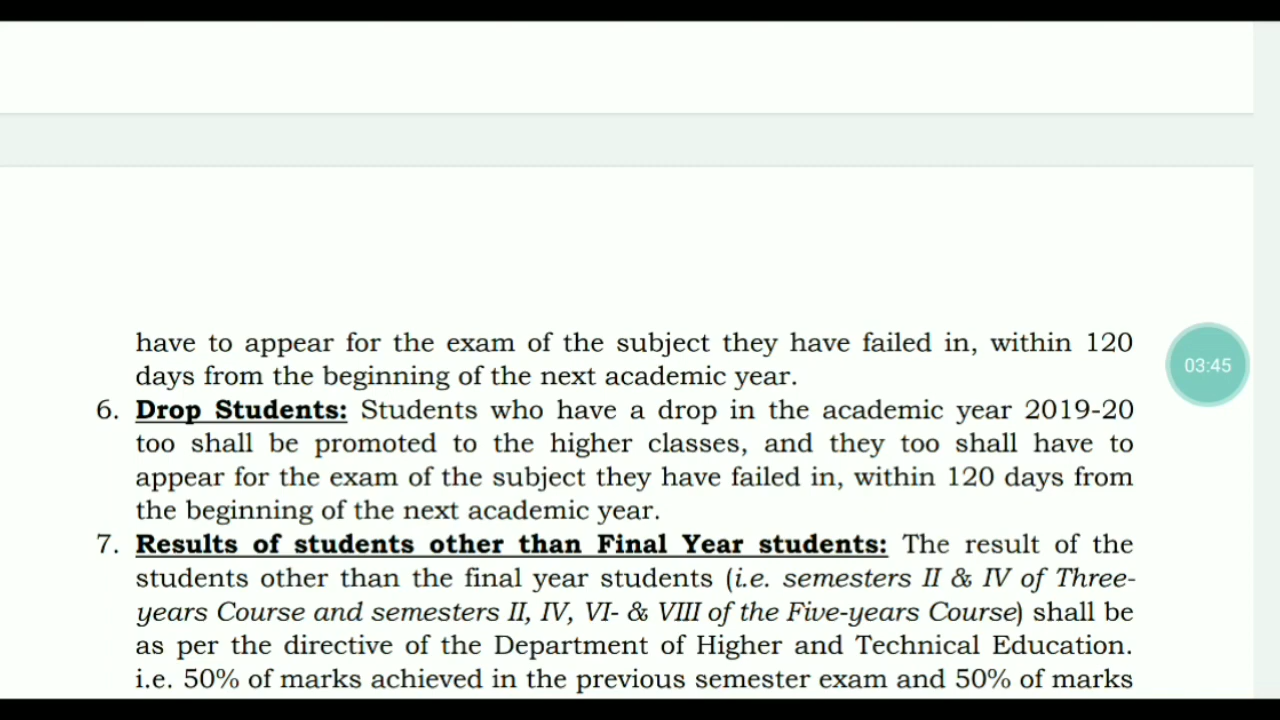 have to appear for the exam of the subject they have failed in, within 120
days from the beginning of the next academic year.
6. Drop Students: Students who have a drop in the academic year 2019-20
too shall be promoted to the higher classes, and they too shall have to
appear for the exam of the subject they have failed in, within 120 days from
the beginning of the next academic year.
7. Results of students other than Final Year students: The result of the
students other than the final year students (i.e. semesters II & IV of Three-
years Course and semesters II, IV, VI- & VIII of the Five-years Course) shall be
as per the directive of the Department of Higher and Technical Education.
i.e. 50% of marks achieved in the previous semester exam and 50% of marks
03:45